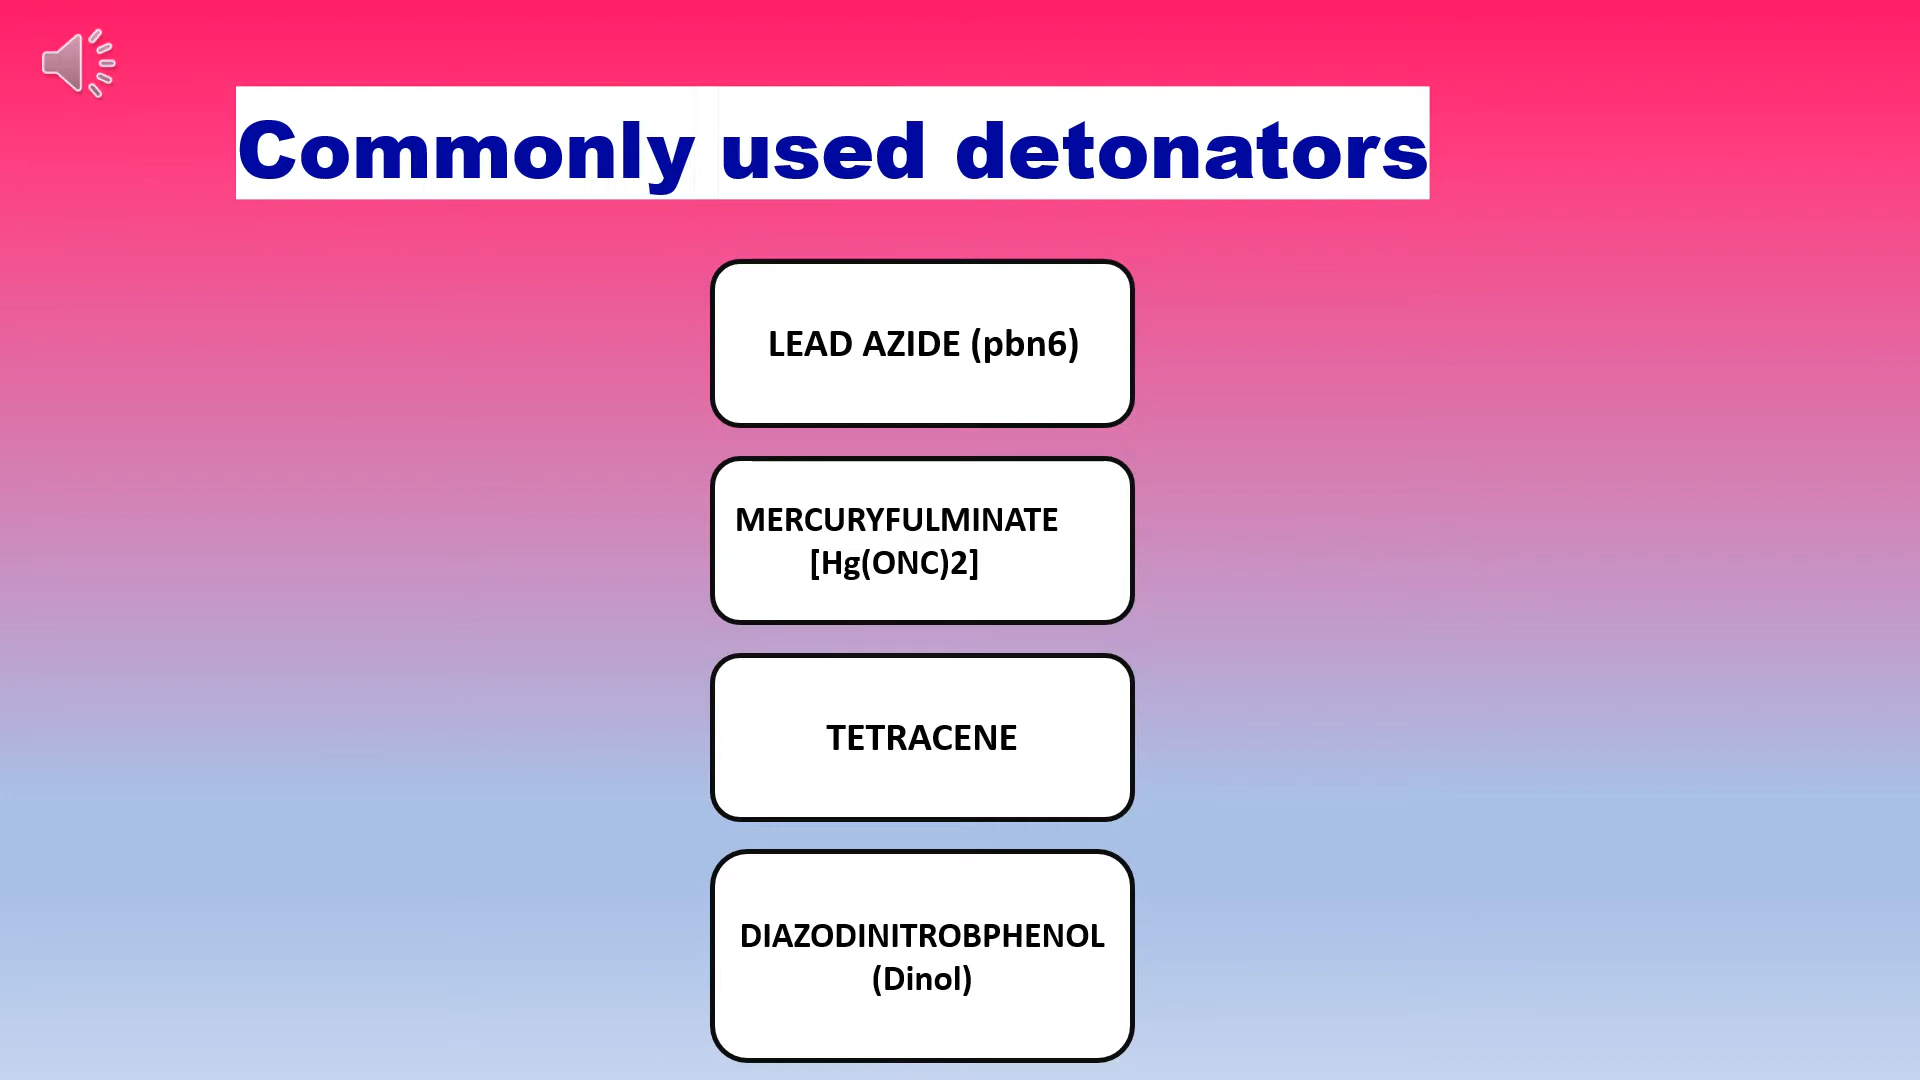 Commonly used detonators
LEAD AZIDE (pbn6)
MERCURYFULMINATE
[Hg(ONC)2]
TETRACENE
DIAZODINITROBPHENOL
(Dinol)